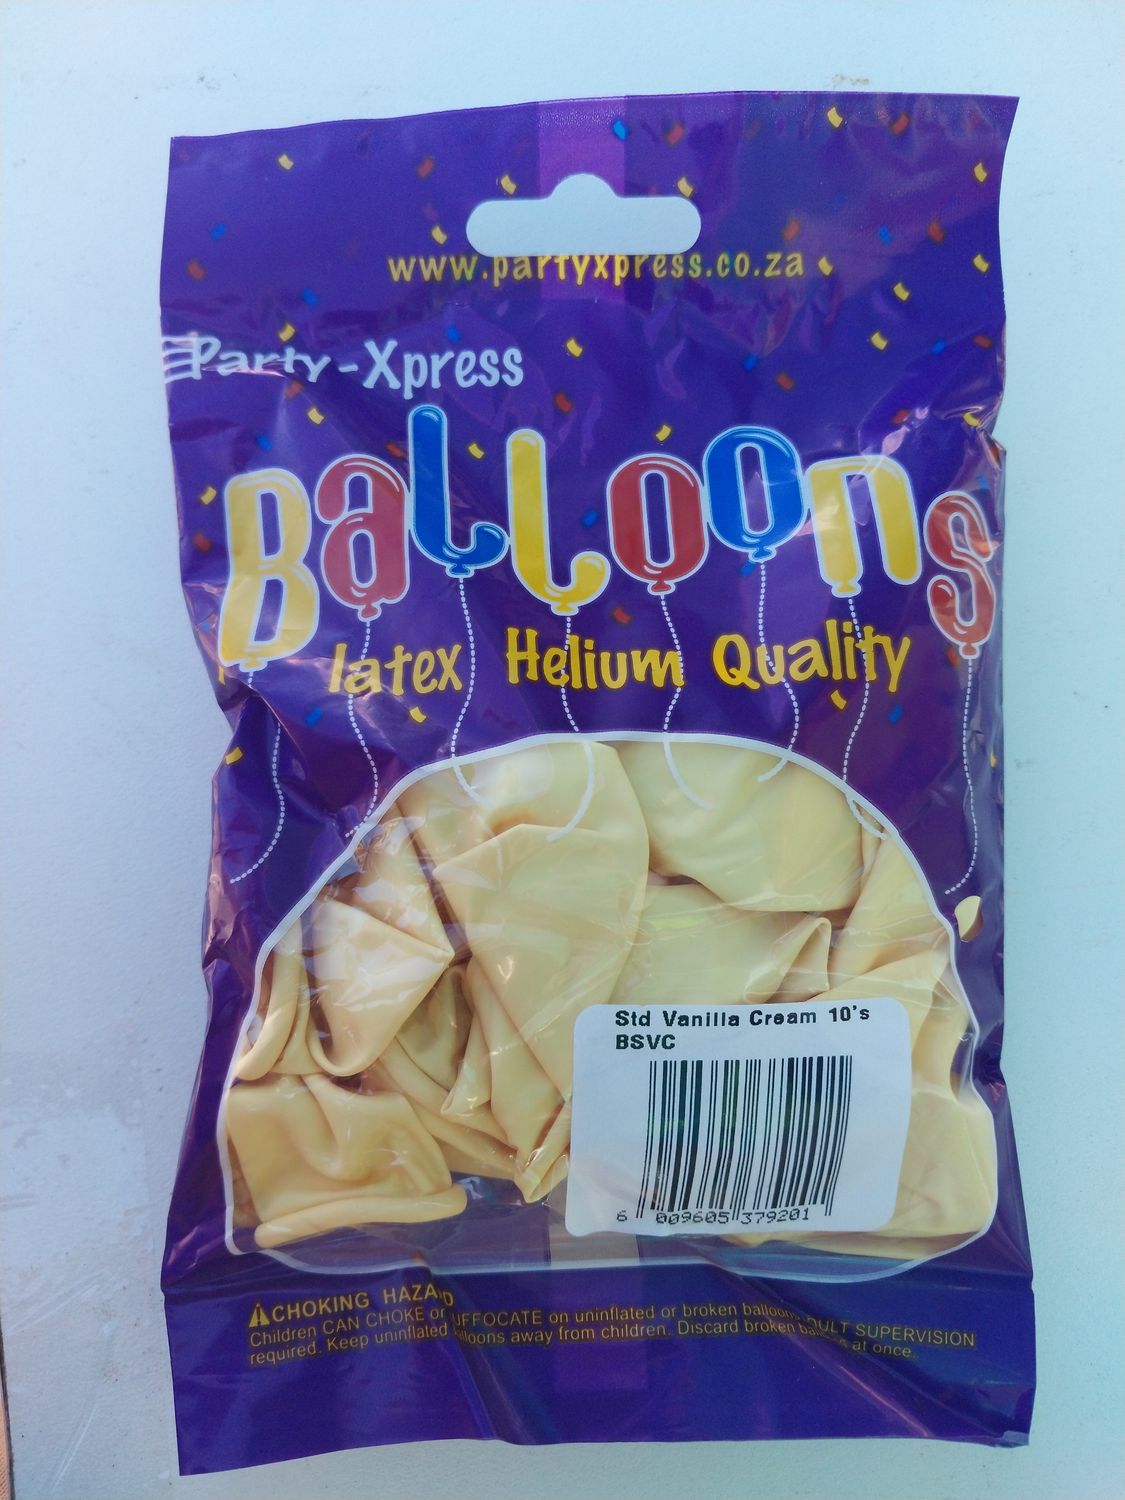 www.partyxpress.co.za
Party-Xpress
Balloons
latex Helium Quality
Std Vanilla Cream 10's
BSVC
6 009605 379201
CHOKING HAZARD
Children CAN CHOKE or SUFFOCATE on uninflated or broken balloons. ADULT SUPERVISION
required. Keep uninflated balloons away from children. Discard broken balloons at once.